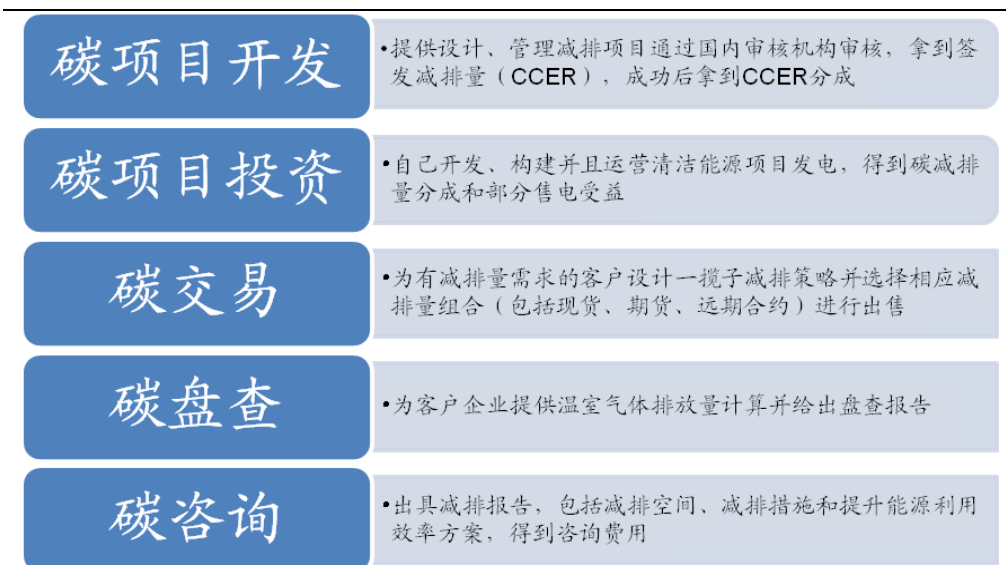 碳项目开发
•提供设计、管理减排项目通过国内审核机构审核，拿到签
发减排量（CCER），成功后拿到CCER分成
碳项目投资
•自己开发、构建并且运营清洁能源项目发电，得到碳减排
量分成和部分售电受益
碳交易
•为有减排量需求的客户设计一揽子减排策略并选择相应减
排量组合（包括现货、期货、远期合约）进行出售
碳盘查
•为客户企业提供温室气体排放量计算并给出盘查报告
碳咨询
•出具减排报告，包括减排空间、减排措施和提升能源利用
效率方案，得到咨询费用